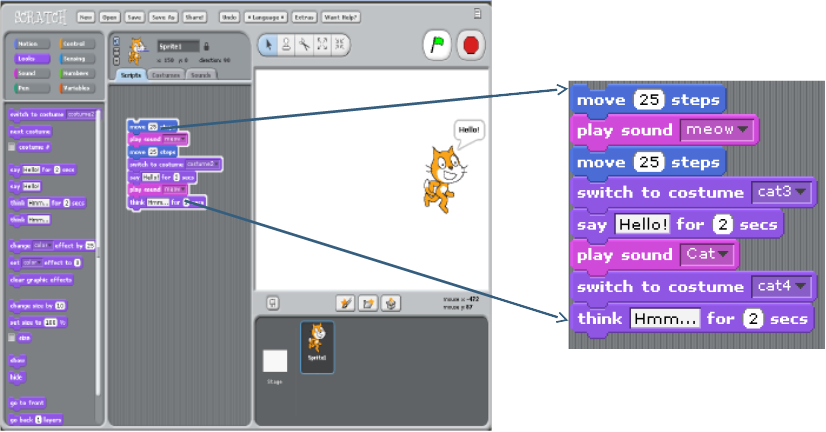 SCRATCH
New Open Save Save As Share! Undo Language Extras Want Help?
Motion Control
Looks Sensing
Sound Numbers
Pen Variables
Sprite1
x: 150 y: 0 direction: 90
Scripts Costumes Sounds
switch to costume costume2
next costume
costume #
say Hello! for 2 secs
say Hello!
think Hmm... for 2 secs
think Hmm...
change color effect by 25
set color effect to 0
clear graphic effects
change size by 10
set size to 100 %
size
show
hide
go to front
go back 1 layers
move 25 steps
play sound meow
move 25 steps
switch to costume costume2
say Hello! for 2 secs
play sound meow
think Hmm... for secs
Hello!
mouse x: -472
mouse y: 87
Stage
Sprite1
move 25 steps
play sound meow
move 25 steps
switch to costume cat3
say Hello! for 2 secs
play sound Cat
switch to costume cat4
think Hmm... for 2 secs